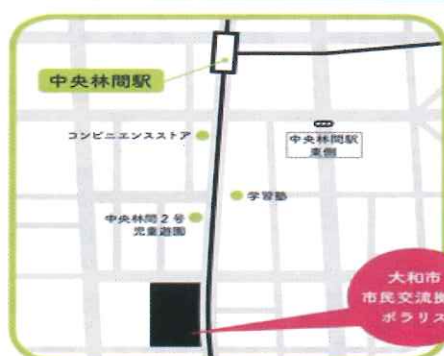 中央林間駅
コンビニエンスストア
中央林間駅
東側
学習塾
中央林間2号
児童遊園
大和市
市民交流拠
ポラリス